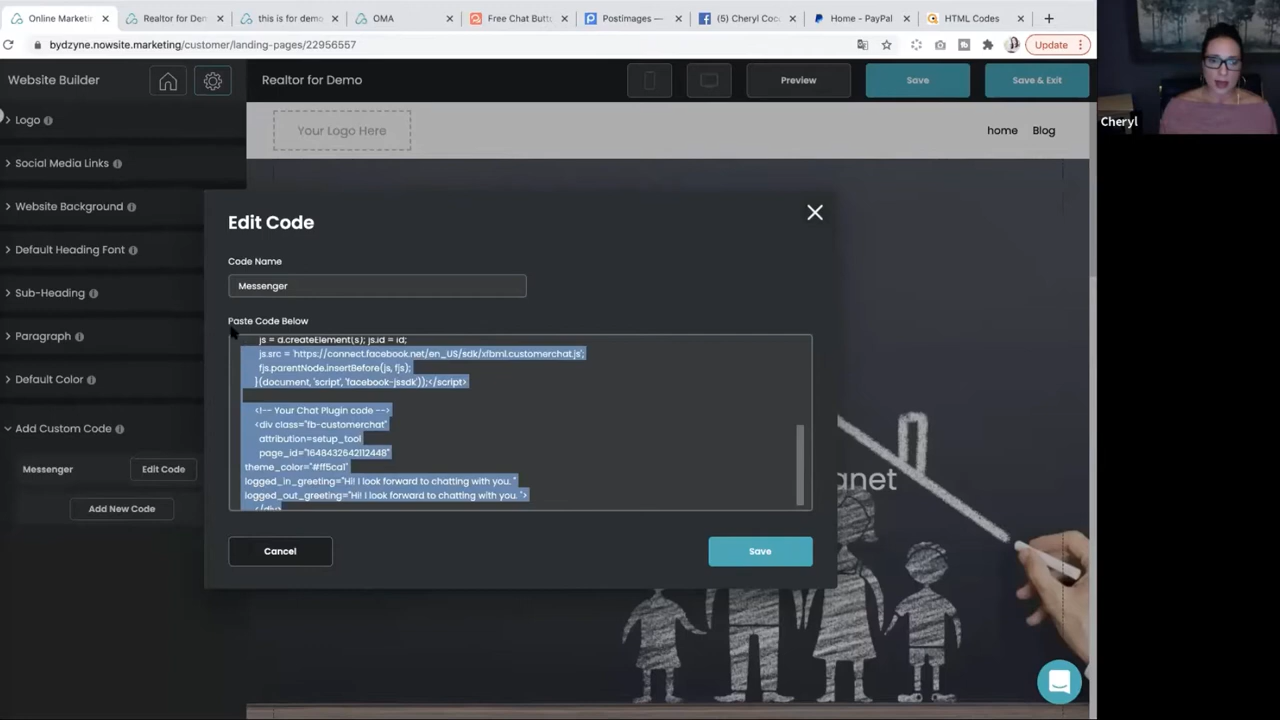 Online Marketin
Realtor for Den
this is for demo
OMA
Free Chat Butt
Postimages —
(5) Cheryl Coc
Home - PayPal
HTML Codes
bydzyne.nowsite.marketing/customer/landing-pages/22956557
Update
Website Builder
Realtor for Demo
Preview
Save
Save & Exit
Cheryl
Logo
Your Logo Here
home
Blog
Social Media Links
Website Background
Default Heading Font
Sub-Heading
Paragraph
Default Color
Add Custom Code
Messenger
Edit Code
Add New Code
Edit Code
Code Name
Messenger
Paste Code Below
js = d.createElement(s); js.id = id;
js.src = 'https://connect.facebook.net/en_US/sdk/xfbml.customerchat.js';
fjs.parentNode.insertBefore(js, fjs);
}(document, 'script', 'facebook-jssdk'));</script>
<!-- Your Chat Plugin code -->
<div class="fb-customerchat"
attribution=setup_tool
page_id="1648432642112448"
theme_color="#ff5ca1"
logged_in_greeting="Hi! I look forward to chatting with you. "
logged_out_greeting="Hi! I look forward to chatting with you. ">
</div>
Cancel
Save
anet